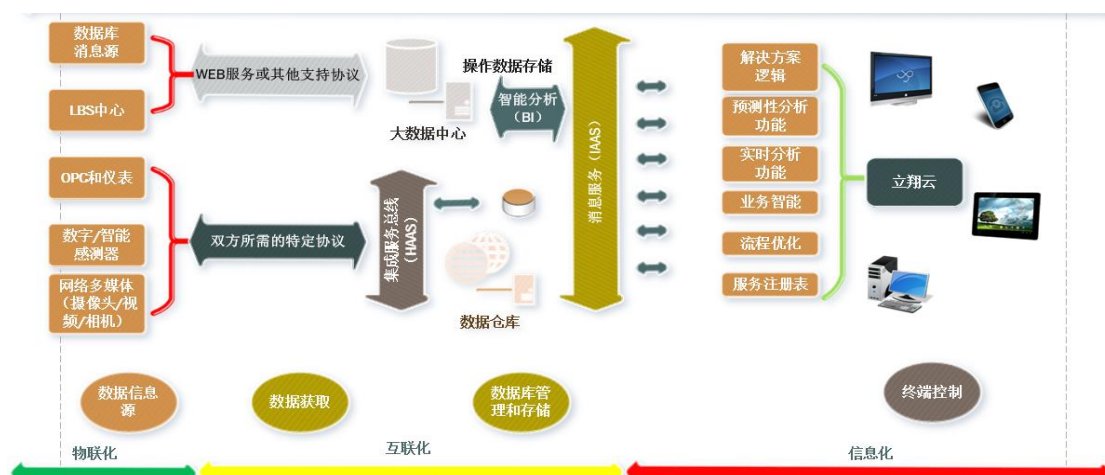 数据库
消息源
LBS中心
OPC和仪表
数字/智能
感测器
网络多媒体
（摄像头/视
频/相机）
WEB服务或其他支持协议
双方所需的特定协议
大数据中心
操作数据存储
智能分析
（BI）
集成服务总线
（HAAS）
数据仓库
消息服务（IAAS）
解决方案
逻辑
预测性分析
功能
实时分析
功能
业务智能
流程优化
服务注册表
立翔云
数据信息
源
数据获取
数据库管
理和存储
终端控制
物联化
互联化
信息化